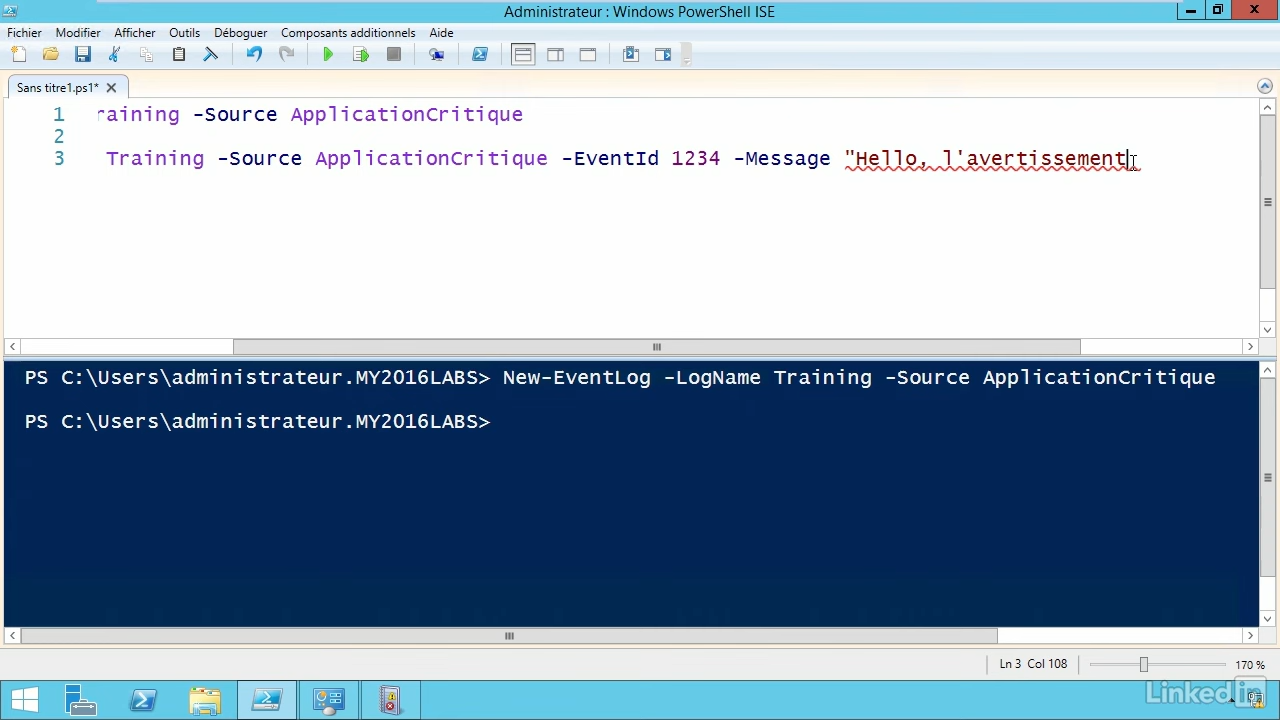 Administrateur : Windows PowerShell ISE
Fichier Modifier Afficher Outils Déboguer Composants additionnels Aide
Sans titre1.ps1*
1 raining -Source ApplicationCritique
2
3 Training -Source ApplicationCritique -EventId 1234 -Message "Hello, l'avertissement
PS C:\Users\administrateur.MY2016LABS> New-EventLog -LogName Training -Source ApplicationCritique
PS C:\Users\administrateur.MY2016LABS>
Ln 3 Col 108 170 %
Linked in